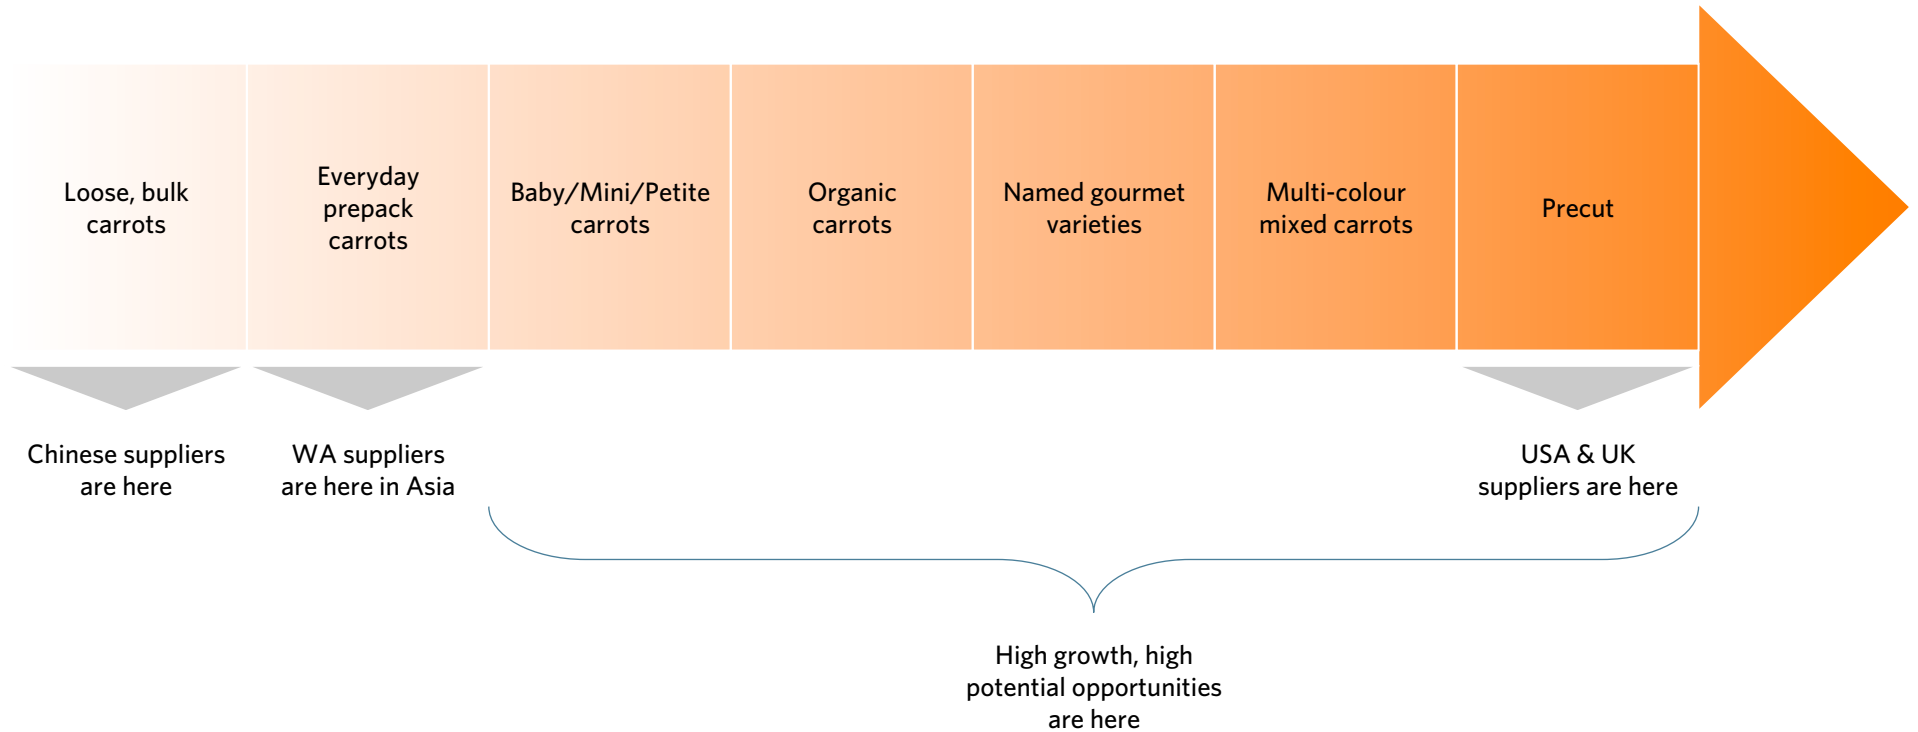 Loose, bulk
carrots
Everyday
prepack
carrots
Baby/Mini/Petite
carrots
Organic
carrots
Named gourmet
varieties
Multi-colour
mixed carrots
Precut
Chinese suppliers
are here
WA suppliers
are here in Asia
USA & UK
suppliers are here
High growth, high
potential opportunities
are here